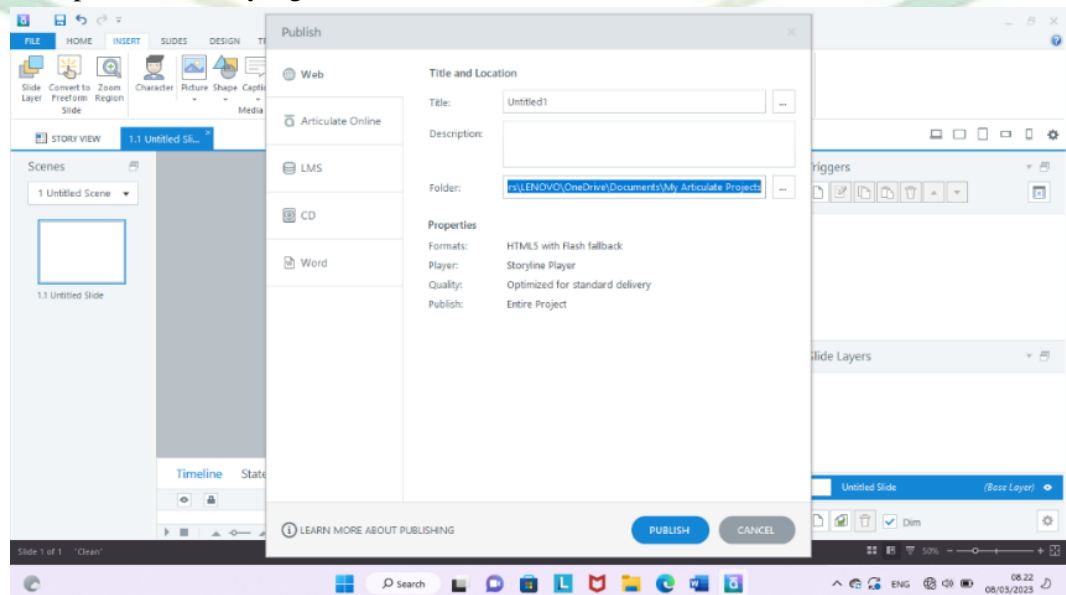 FILE HOME INSERT SLIDES DESIGN
Slide Layer
Convert to Freeform
Zoom Region
Character
Picture
Shape
Slide
Media
STORY VIEW
1.1 Untitled Sli...
Scenes
1 Untitled Scene
1.1 Untitled Slide
Timeline
Publish
Web
Articulate Online
LMS
CD
Word
Title and Location
Title: Untitled1 ...
Description:
Folder: rs\LENOVO\OneDrive\Documents\My Articulate Projects ...
Properties
Formats: HTML5 with Flash fallback
Player: Storyline Player
Quality: Optimized for standard delivery
Publish: Entire Project
LEARN MORE ABOUT PUBLISHING
PUBLISH
CANCEL
Slide Layers
Untitled Slide (Base Layer)
Dim
Slide 1 of 1 "Clean"
50%
Search
ENG
08.22
08/03/2023